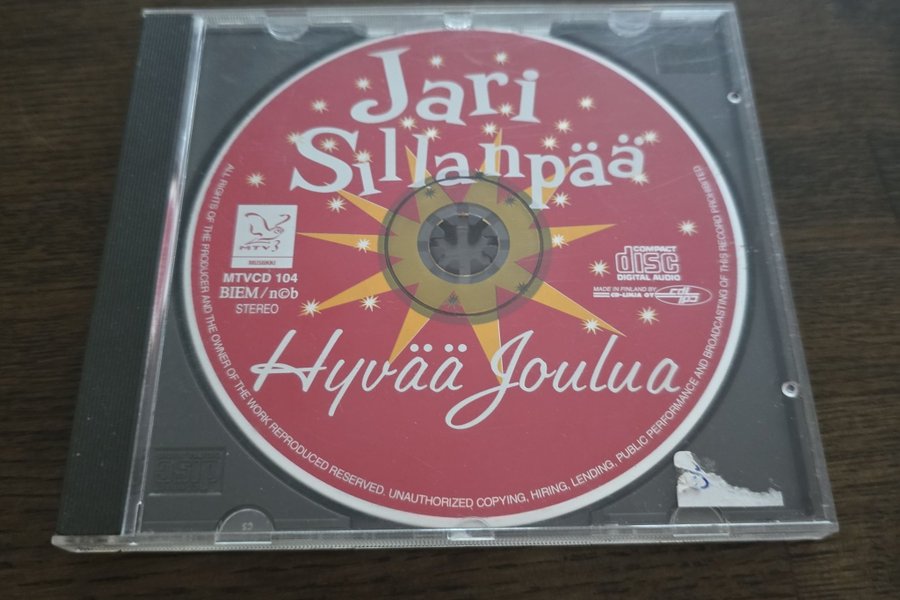 Jari
Sillanpää
MTV3
MUSIIKKI
MTVCD 104
BIEM/n©b
STEREO
COMPACT
disc
DIGITAL AUDIO
MADE IN FINLAND BY
CD-LINJA OY
Hyvää Joulua
ALL RIGHTS OF THE PRODUCER AND THE OWNER OF THE WORK REPRODUCED RESERVED. UNAUTHORIZED COPYING, HIRING, LENDING, PUBLIC PERFORMANCE AND BROADCASTING OF THIS RECORD PROHIBITED